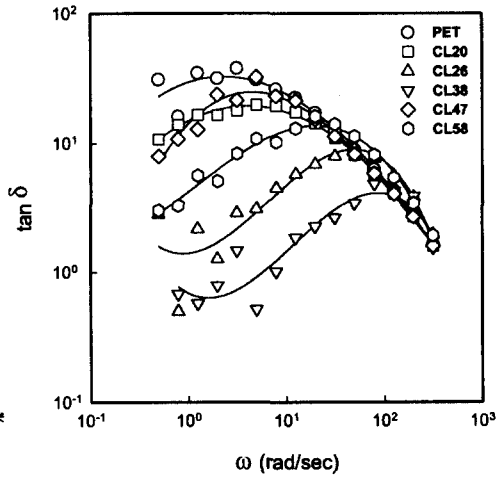 10²
PET
CL20
CL26
CL38
CL47
CL58
10¹
tan δ
10⁰
10⁻¹
10⁻¹ 10⁰ 10¹ 10² 10³
ω (rad/sec)